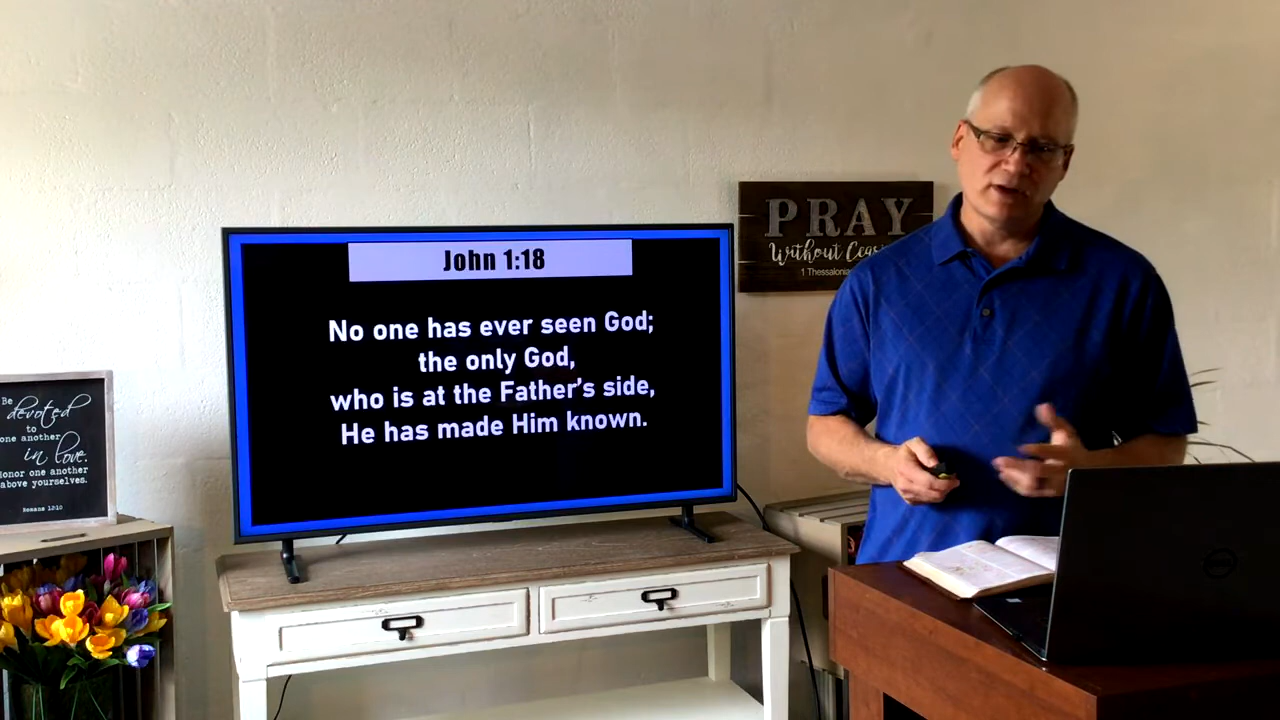 John 1:18
No one has ever seen God;
the only God,
who is at the Father's side,
He has made Him known.
PRAY
Without
1
Be
devoted
to
one another
in love.
Honor one another
above yourselves.
Romans 12:10